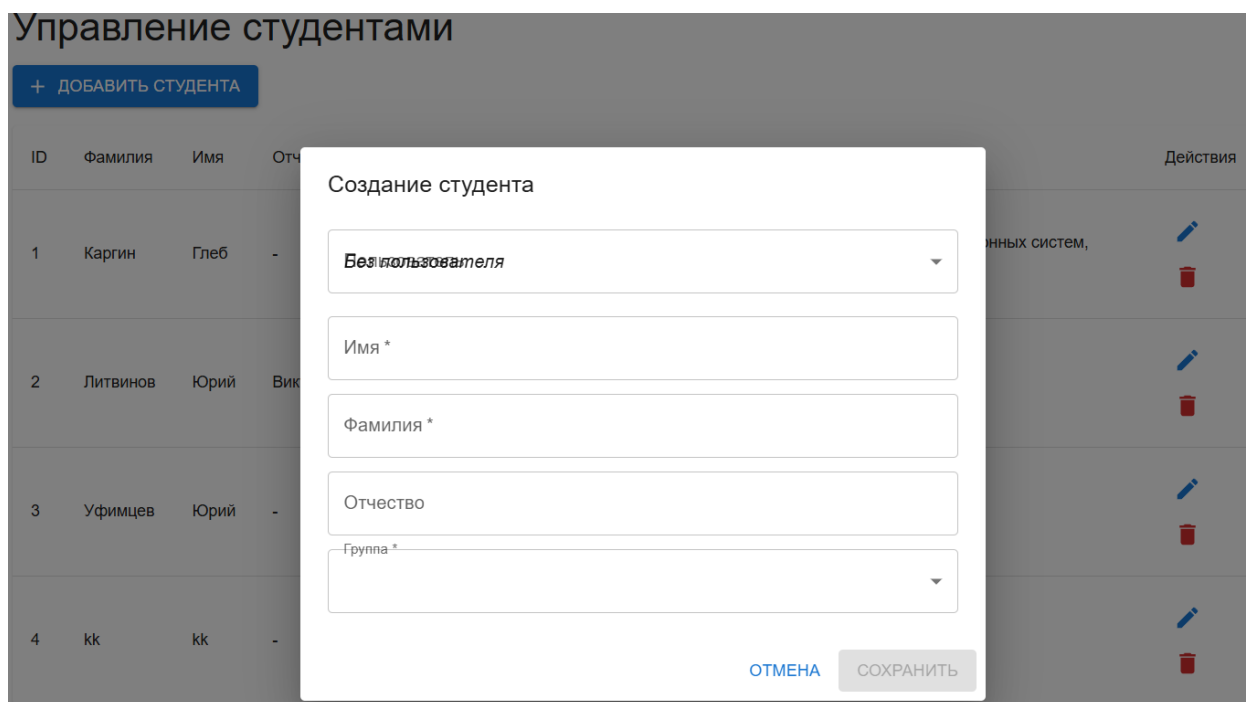 Управление студентами
+ ДОБАВИТЬ СТУДЕНТА
ID Фамилия Имя Отч Действия
Создание студента
1 Каргин Глеб - онных систем,
Без пользователя
Пользователь
Имя *
2 Литвинов Юрий Вик
Фамилия *
Отчество
3 Уфимцев Юрий -
Группа *
4 kk kk -
ОТМЕНА СОХРАНИТЬ